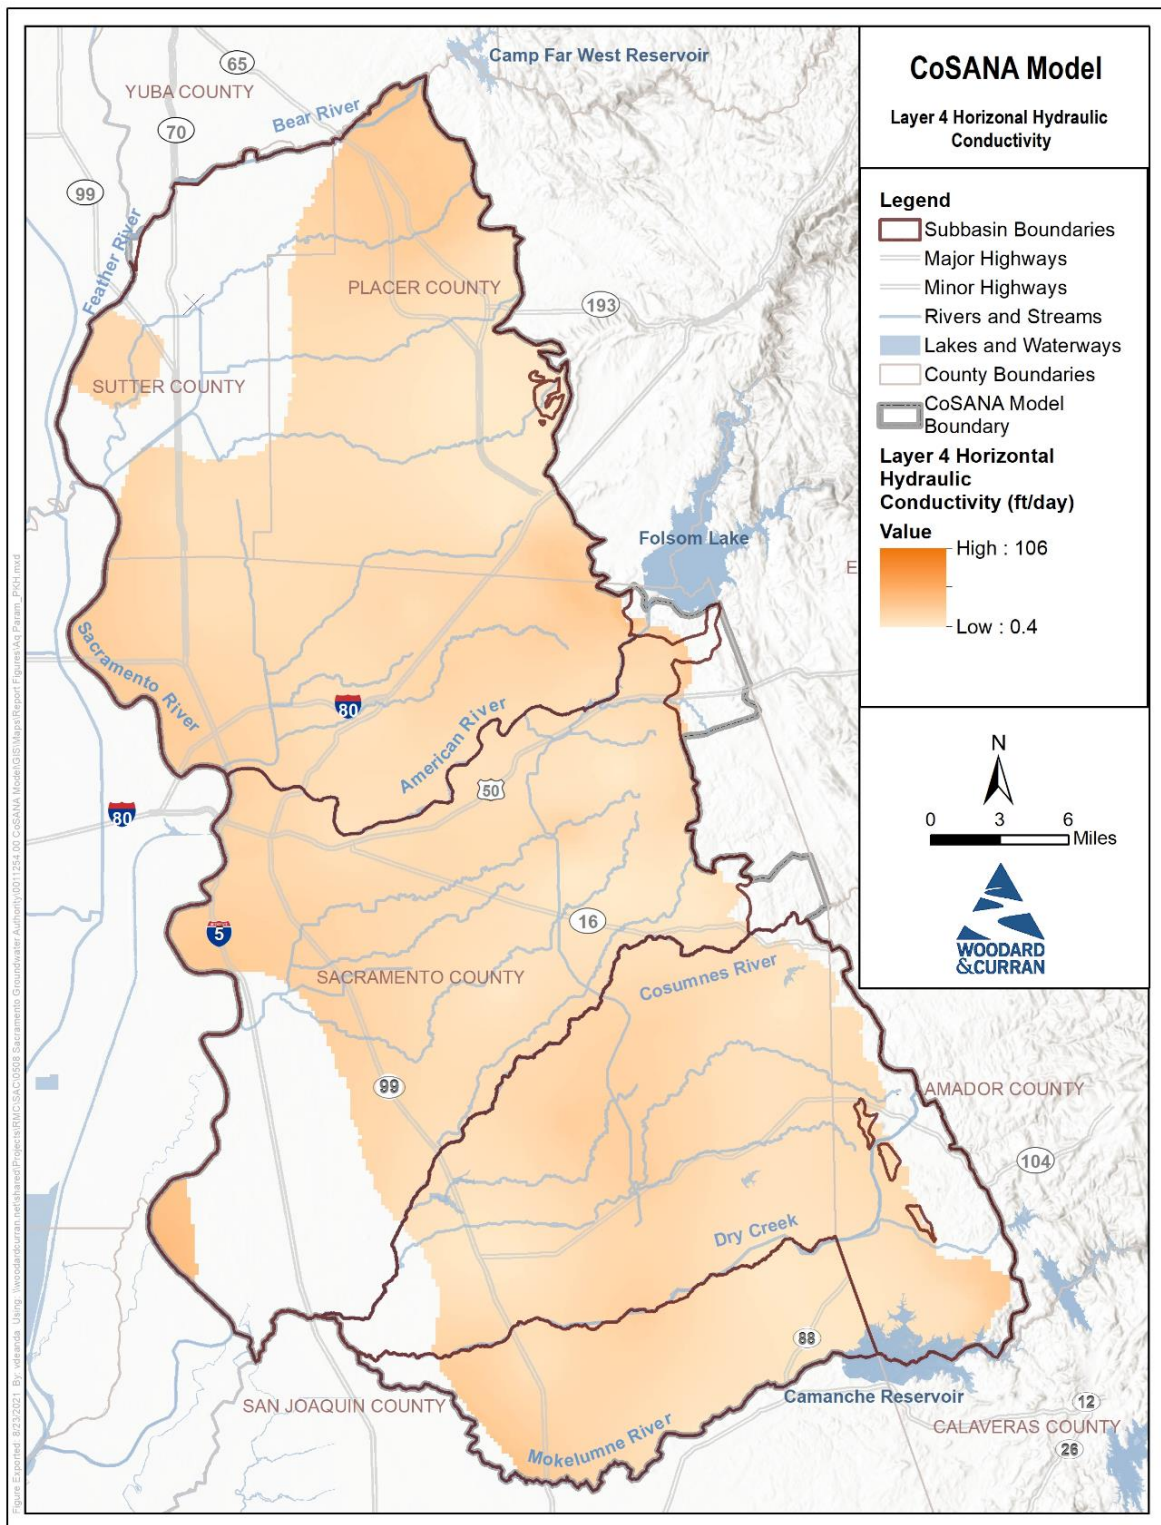 CoSANA Model
Layer 4 Horizonal Hydraulic
Conductivity
Legend
Subbasin Boundaries
Major Highways
Minor Highways
Rivers and Streams
Lakes and Waterways
County Boundaries
CoSANA Model
Boundary
Layer 4 Horizontal
Hydraulic
Conductivity (ft/day)
Value
High : 106
Low : 0.4
N
0 3 6
Miles
WOODARD
&CURRAN
Camp Far West Reservoir
65
YUBA COUNTY
Bear River
70
99
Feather River
PLACER COUNTY
193
SUTTER COUNTY
Folsom Lake
E
Sacramento River
80
American River
50
80
16
5
SACRAMENTO COUNTY
Cosumnes River
99
AMADOR COUNTY
104
Dry Creek
88
Camanche Reservoir
SAN JOAQUIN COUNTY
12
CALAVERAS COUNTY
Mokelumne River
26